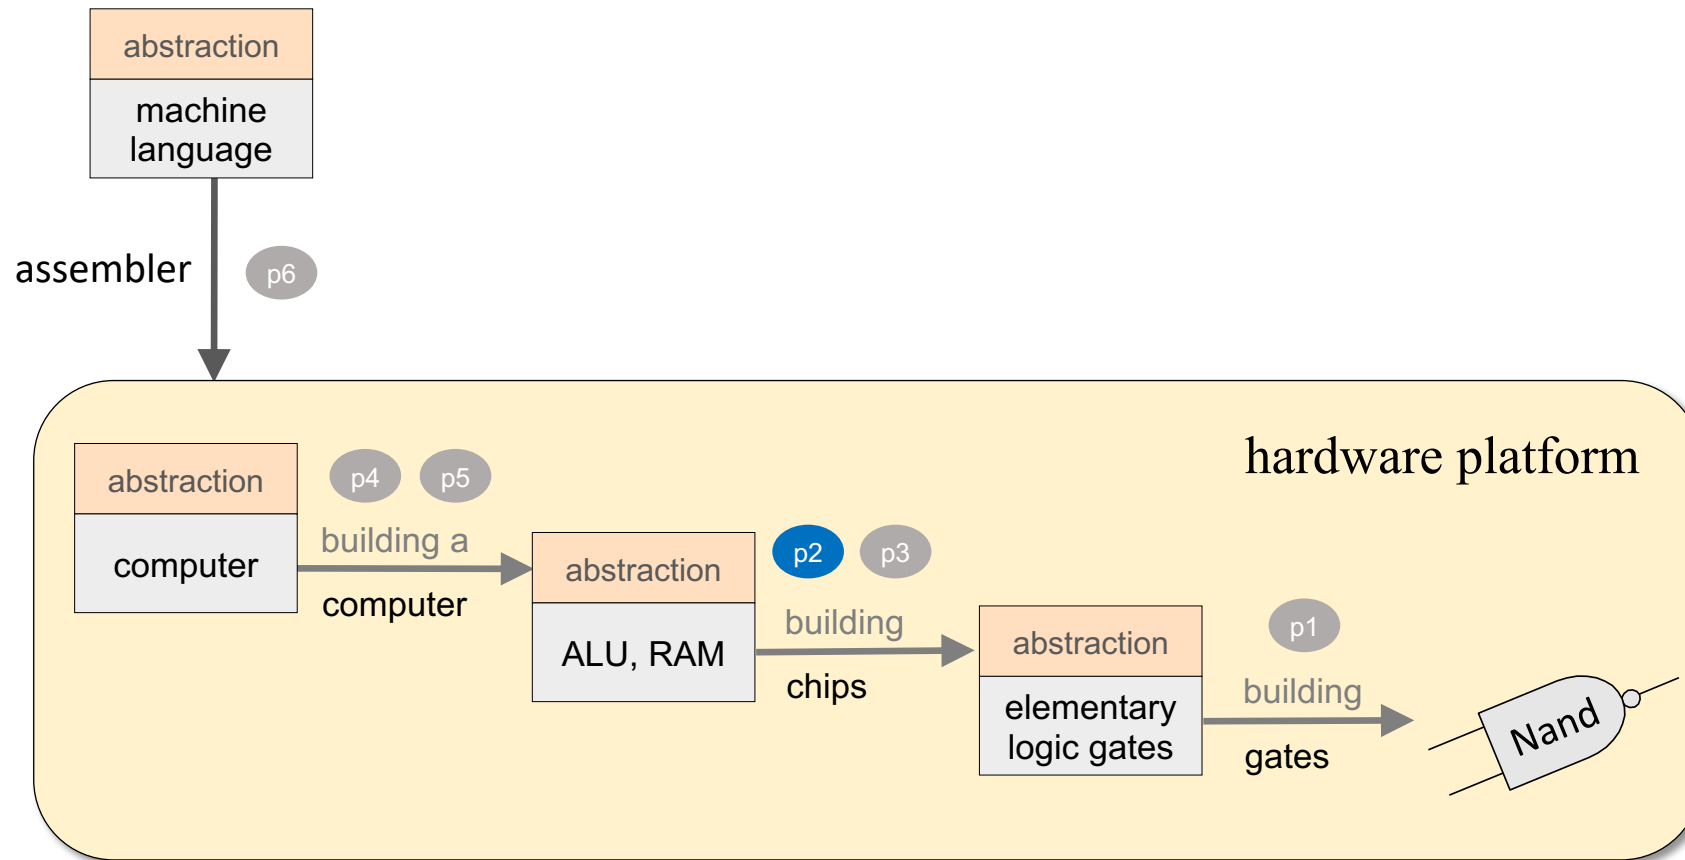 abstraction
machine
language
assembler
p6
hardware platform
abstraction
computer
p4
p5
building a
computer
abstraction
ALU, RAM
p2
p3
building
chips
abstraction
elementary
logic gates
p1
building
gates
Nand